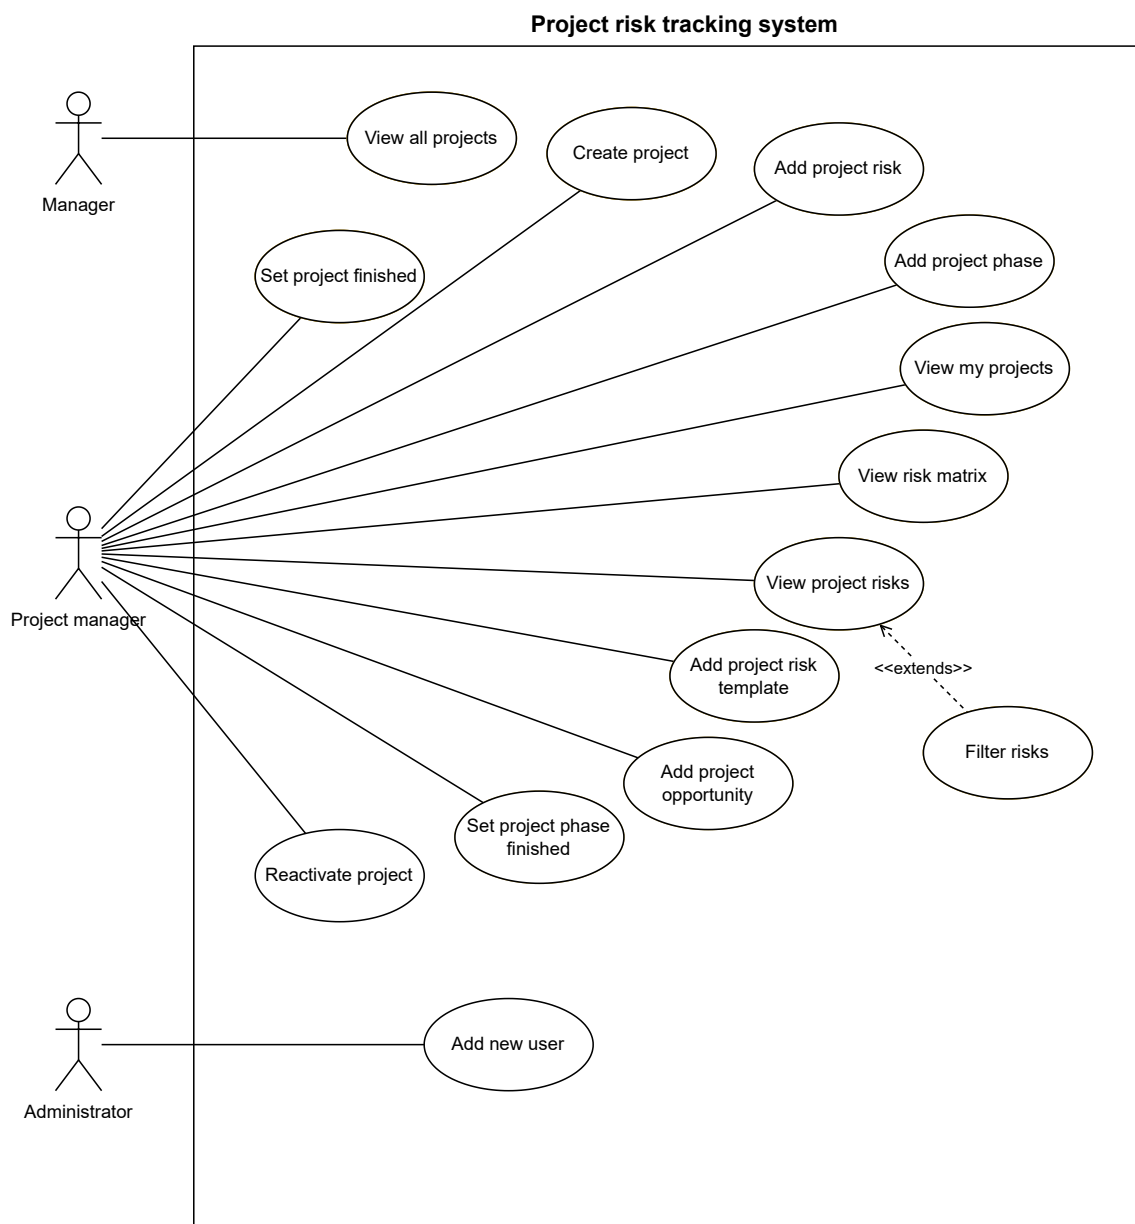 Project risk tracking system
View all projects
Create project
Add project risk
Manager
Set project finished
Add project phase
View my projects
View risk matrix
View project risks
Project manager
Add project risk
template
<<extends>>
Filter risks
Add project
opportunity
Set project phase
finished
Reactivate project
Add new user
Administrator